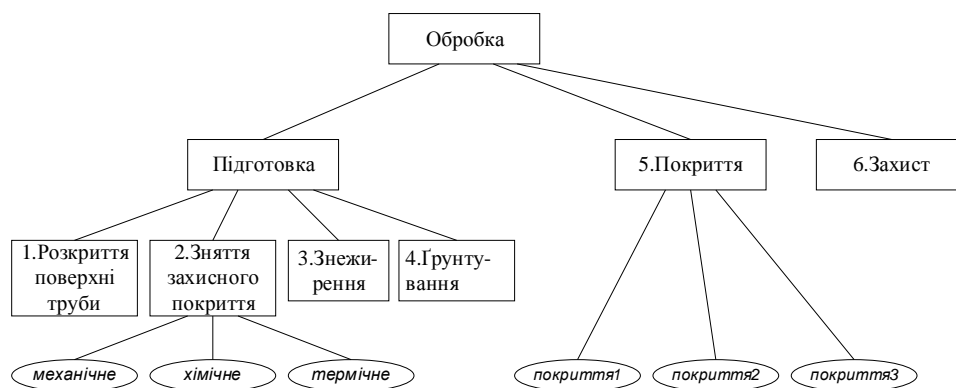 Обробка
Підготовка
5.Покриття
6.Захист
1.Розкриття
поверхні
труби
2.Зняття
захисного
покриття
3.Знежи-
рення
4.Ґрунту-
вання
механічне
хімічне
термічне
покриття1
покриття2
покриття3